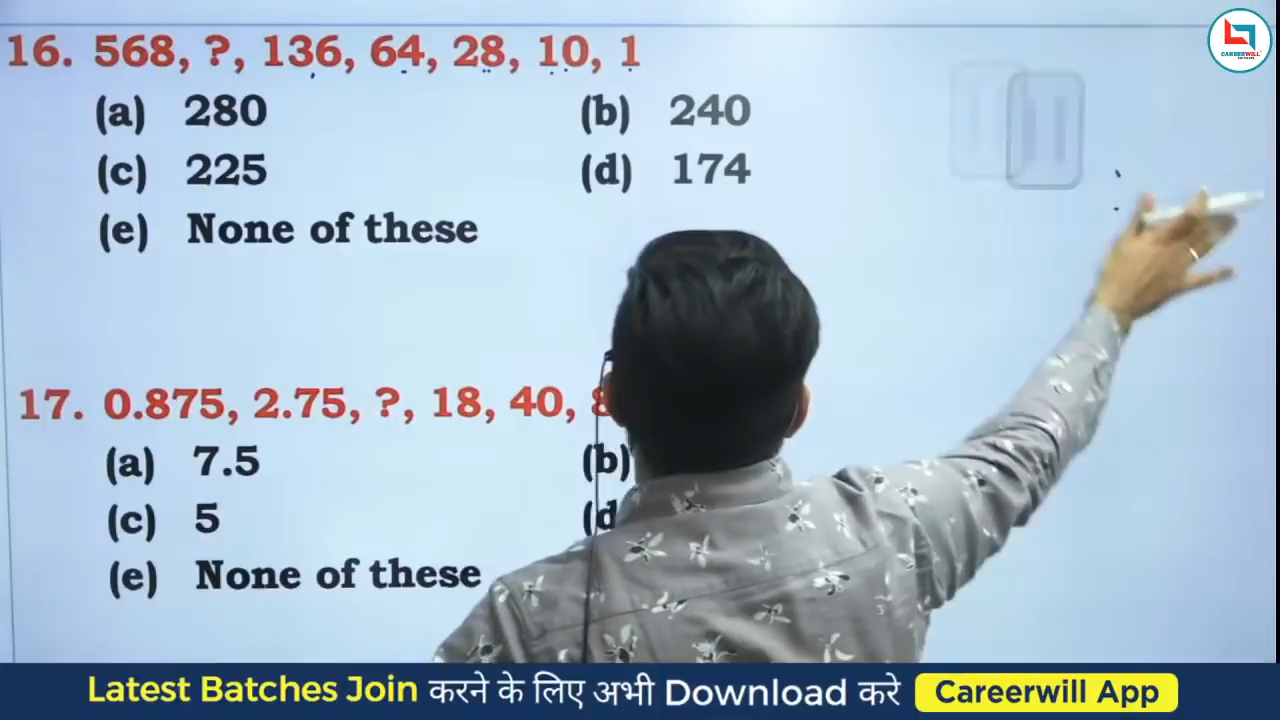 16. 568, ?, 136, 64, 28, 10, 1
(a) 280 (b) 240
(c) 225 (d) 174
(e) None of these
17. 0.875, 2.75, ?, 18, 40,
(a) 7.5 (b)
(c) 5 (d
(e) None of these
CAREERWILL
Latest Batches Join करने के लिए अभी Download करे Careerwill App